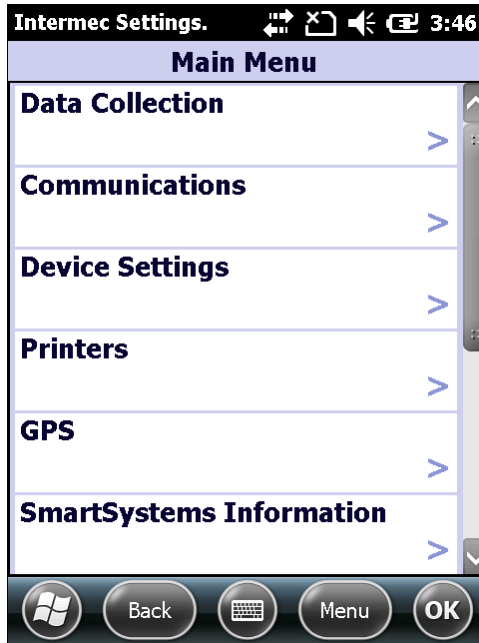 Intermec Settings. 3:46
Main Menu
Data Collection
>
Communications
>
Device Settings
>
Printers
>
GPS
>
SmartSystems Information
>
Back Menu OK